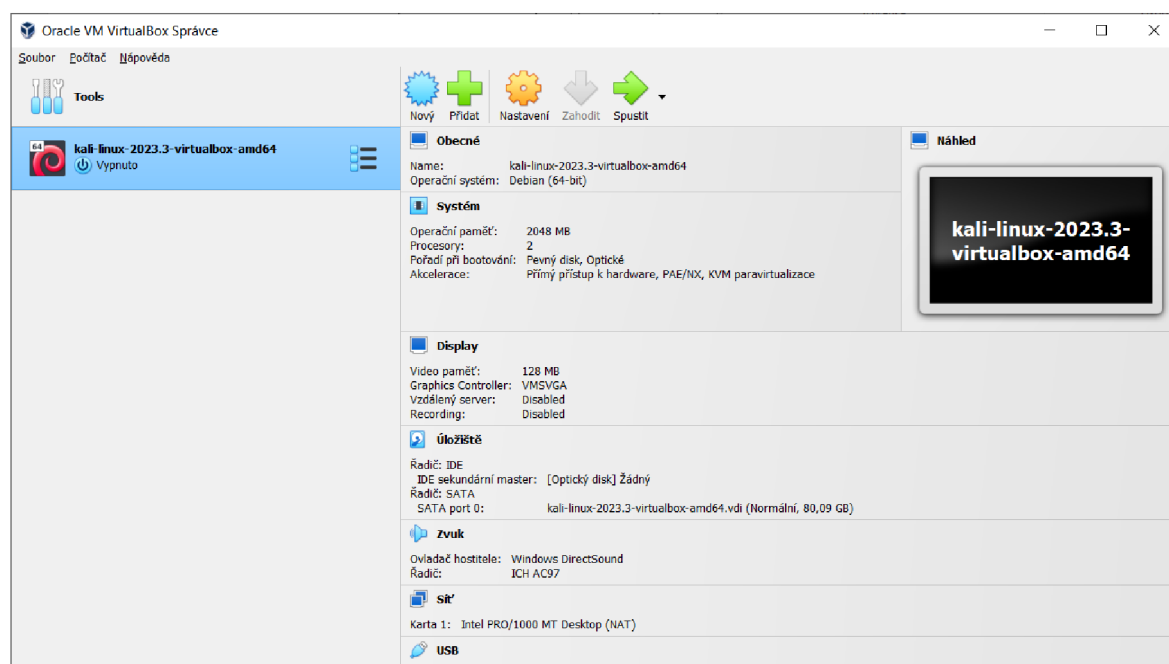 Oracle VM VirtualBox Správce
Soubor Počítač Nápověda
Tools
Nový Přidat Nastavení Zahodit Spustit
64
kali-linux-2023.3-virtualbox-amd64
Vypnuto
Obecné
Name: kali-linux-2023.3-virtualbox-amd64
Operační systém: Debian (64-bit)
Systém
Operační paměť: 2048 MB
Procesory: 2
Pořadí při bootování: Pevný disk, Optické
Akcelerace: Přímý přístup k hardware, PAE/NX, KVM paravirtualizace
Náhled
kali-linux-2023.3-
virtualbox-amd64
Display
Video paměť: 128 MB
Graphics Controller: VMSVGA
Vzdálený server: Disabled
Recording: Disabled
Úložiště
Řadič: IDE
IDE sekundární master: [Optický disk] Žádný
Řadič: SATA
SATA port 0: kali-linux-2023.3-virtualbox-amd64.vdi (Normální, 80,09 GB)
Zvuk
Ovladač hostitele: Windows DirectSound
Řadič: ICH AC97
Síť
Karta 1: Intel PRO/1000 MT Desktop (NAT)
USB